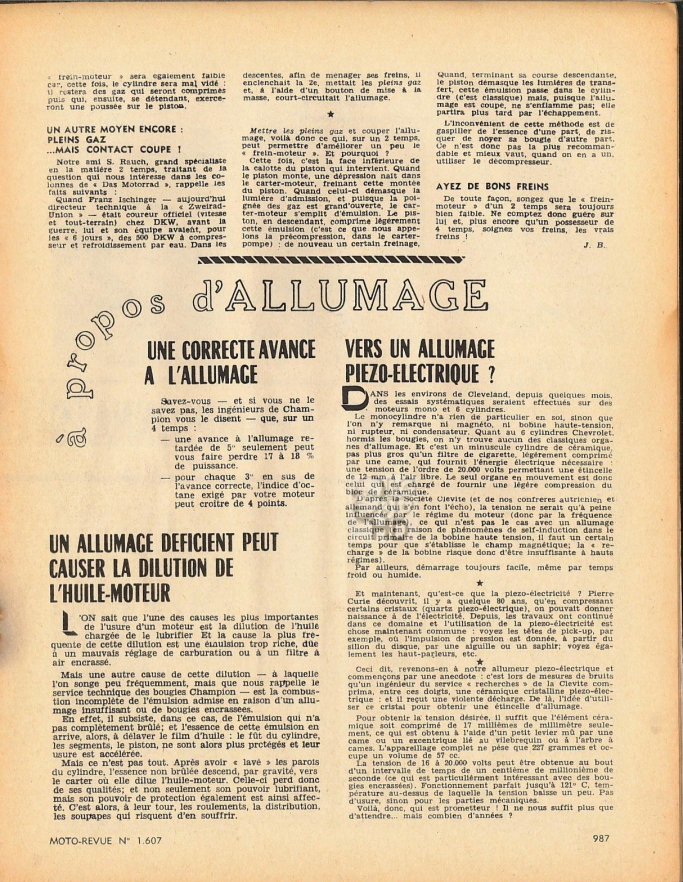 « frein-moteur » sera également faible
car, cette fois, le cylindre sera mal vidé :
il restera des gaz qui seront comprimés
puis qui, ensuite, se détendant, exerce-
ront une poussée sur le piston.
UN AUTRE MOYEN ENCORE :
PLEINS GAZ
...MAIS CONTACT COUPE !
Notre ami S. Rauch, grand spécialiste
en la matière 2 temps, traitant de la
question qui nous intéresse dans les co-
lonnes de « Das Motorrad », rappelle les
faits suivants :
Quand Franz Ischinger — aujourd'hui
directeur technique à la « Zweirad-
Union » — était coureur officiel (vitesse
et tout-terrain) chez DKW, avant la
guerre, lui et son équipe avaient, pour
les « 6 jours », des 500 DKW à compres-
seur et refroidissement par eau. Dans les
descentes, afin de ménager ses freins, il
enclenchait la 2e, mettait les pleins gaz
et, à l'aide d'un bouton de mise à la
masse, court-circuitait l'allumage.
★
Mettre les pleins gaz et couper l'allu-
mage, voilà donc ce qui, sur un 2 temps,
peut permettre d'améliorer un peu le
« frein-moteur ». Et pourquoi ?
Cette fois, c'est la face inférieure de
la calotte du piston qui intervient. Quand
le piston monte, une dépression naît dans
le carter-moteur, freinant cette montée
du piston. Quand celui-ci démasque la
lumière d'admission, et puisque la poi-
gnée des gaz est grand'ouverte, le car-
ter-moteur s'emplit d'émulsion. Le pis-
ton, en descendant, comprime légèrement
cette émulsion (c'est ce que nous appe-
lons la précompression, dans le carter-
pompe) : de nouveau un certain freinage.
Quand, terminant sa course descendante,
le piston démasque les lumières de trans-
fert, cette émulsion passe dans le cylin-
dre (c'est classique) mais, puisque l'allu-
mage est coupé, ne s'enflamme pas; elle
partira plus tard par l'échappement.
L'inconvénient de cette méthode est de
gaspiller de l'essence d'une part, de ris-
quer de noyer sa bougie d'autre part.
Ce n'est donc pas la plus recomman-
dable et mieux vaut, quand on en a un,
utiliser le décompresseur.
AYEZ DE BONS FREINS
De toute façon, songez que le « frein-
moteur » d'un 2 temps sera toujours
bien faible. Ne comptez donc guère sur
lui et, plus encore qu'un possesseur de
4 temps, soignez vos freins, les vrais
freins !
J. B.
à propos d'ALLUMAGE
UNE CORRECTE AVANCE
A L'ALLUMAGE
Savez-vous — et si vous ne le
savez pas, les ingénieurs de Cham-
pion vous le disent — que, sur un
4 temps :
— une avance à l'allumage re-
tardée de 5° seulement peut
vous faire perdre 17 à 18 %
de puissance.
— pour chaque 3° en sus de
l'avance correcte, l'indice d'oc-
tane exigé par votre moteur
peut croître de 4 points.
UN ALLUMAGE DEFICIENT PEUT
CAUSER LA DILUTION DE
L'HUILE-MOTEUR
L'ON sait que l'une des causes les plus importantes
de l'usure d'un moteur est la dilution de l'huile
chargée de le lubrifier Et la cause la plus fré-
quente de cette dilution est une émulsion trop riche, due
à un mauvais réglage de carburation ou à un filtre à
air encrassé.
Mais une autre cause de cette dilution — à laquelle
l'on songe peu fréquemment, mais que nous rappelle le
service technique des bougies Champion — est la combus-
tion incomplète de l'émulsion admise en raison d'un allu-
mage insuffisant ou de bougies encrassées.
En effet, il subsiste, dans ce cas, de l'émulsion qui n'a
pas complètement brûlé; et l'essence de cette émulsion en
arrive, alors, à délaver le film d'huile : le fût du cylindre,
les segments, le piston, ne sont alors plus protégés et leur
usure est accélérée.
Mais ce n'est pas tout. Après avoir « lavé » les parois
du cylindre, l'essence non brûlée descend, par gravité, vers
le carter où elle dilue l'huile-moteur. Celle-ci perd donc
de ses qualités; et non seulement son pouvoir lubrifiant,
mais son pouvoir de protection également est ainsi affec-
té. C'est alors, à leur tour, les roulements, la distribution,
les soupapes qui risquent d'en souffrir.
VERS UN ALLUMAGE
PIEZO-ELECTRIQUE ?
DANS les environs de Cleveland, depuis quelques mois,
des essais systématiques seraient effectués sur des
moteurs mono et 6 cylindres.
Le monocylindre n'a rien de particulier en soi, sinon que
l'on n'y remarque ni magnéto, ni bobine haute-tension,
ni rupteur, ni condensateur. Quant au 6 cylindres Chevrolet,
hormis les bougies, on n'y trouve aucun des classiques orga-
nes d'allumage. Et c'est un minuscule cylindre de céramique,
pas plus gros qu'un filtre de cigarette, légèrement comprimé
par une came, qui fournit l'énergie électrique nécessaire :
une tension de l'ordre de 20.000 volts permettant une étincelle
de 12 mm à l'air libre. Le seul organe en mouvement est donc
celui qui est chargé de fournir une légère compression du
bloc de céramique.
D'après la Société Clevite (et de nos confrères autrichien et
allemand qui s'en font l'écho), la tension ne serait qu'à peine
influencée par le régime du moteur (donc par la fréquence
de l'allumage), ce qui n'est pas le cas avec un allumage
classique où, en raison de phénomènes de self-induction dans le
circuit primaire de la bobine haute tension, il faut un certain
temps pour que s'établisse le champ magnétique; la « re-
charge » de la bobine risque donc d'être insuffisante à hauts
régimes).
Par ailleurs, démarrage toujours facile, même par temps
froid ou humide.
★
Et maintenant, qu'est-ce que la piézo-électricité ? Pierre
Curie découvrit, il y a quelque 80 ans, qu'en compressant
certains cristaux (quartz piézo-électrique), on pouvait donner
naissance à de l'électricité. Depuis, les travaux ont continué
dans ce domaine et l'utilisation de la piézo-électricité est
chose maintenant commune : voyez les têtes de pick-up, par
exemple, où l'impulsion de pression est donnée, à partir du
sillon du disque, par une aiguille ou un saphir; voyez éga-
lement les haut-parleurs, etc.
★
Ceci dit, revenons-en à notre allumeur piézo-électrique et
commençons par une anecdote : c'est lors de mesures de bruits
qu'un ingénieur du service « recherches » de la Clevite com-
prima, entre ces doigts, une céramique cristalline piézo-élec-
trique : et il reçut une violente décharge. De là, l'idée d'utili-
ser ce cristal pour obtenir une étincelle d'allumage.
Pour obtenir la tension désirée, il suffit que l'élément céra-
mique soit comprimé de 17 millièmes de millimètre seule-
ment, ce qui est obtenu à l'aide d'un petit levier mû par une
came ou un excentrique lié au vilebrequin ou à l'arbre à
cames. L'appareillage complet ne pèse que 227 grammes et oc-
cupe un volume de 57 cc.
La tension de 16 à 20.000 volts peut être obtenue au bout
d'un intervalle de temps de un centième de millionième de
seconde (ce qui est particulièrement intéressant avec des bou-
gies encrassées). Fonctionnement parfait jusqu'à 121° C, tem-
pérature au-dessus de laquelle la tension baisse un peu. Pas
d'usure, sinon pour les parties mécaniques.
Voilà, donc, qui est prometteur ! Il ne nous suffit plus que
d'attendre... mais combien d'années ?
MOTO-REVUE N° 1.607
987